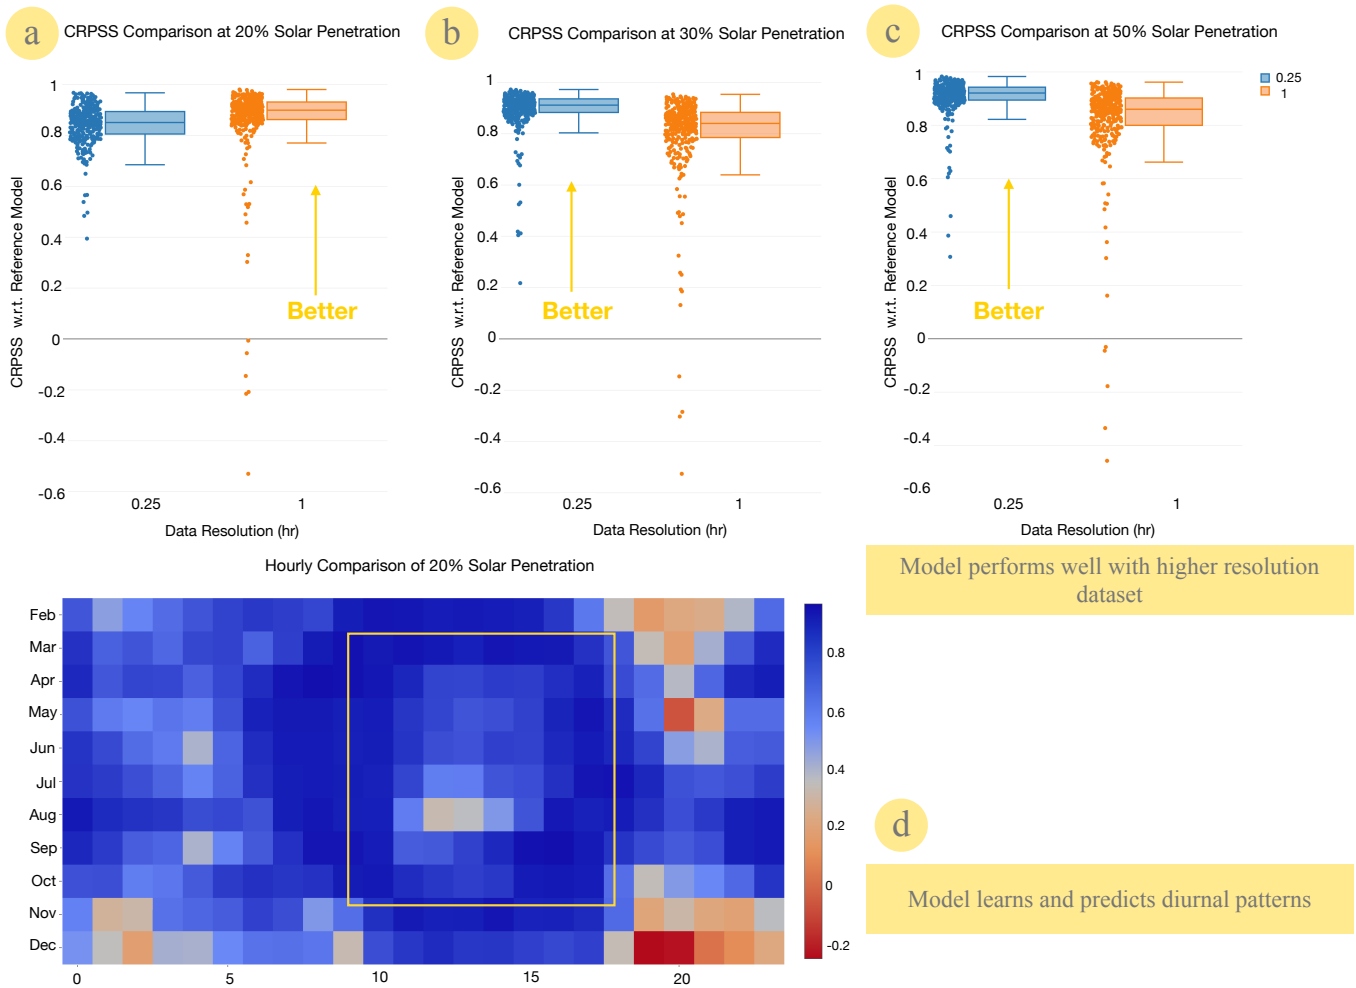 a
CRPSS Comparison at 20% Solar Penetration
CRPSS w.r.t. Reference Model
1
0.8
0.6
0.4
0.2
0
-0.2
-0.4
-0.6
Better
0.25
1
Data Resolution (hr)
b
CRPSS Comparison at 30% Solar Penetration
CRPSS w.r.t. Reference Model
1
0.8
0.6
0.4
0.2
0
-0.2
-0.4
-0.6
Better
0.25
1
Data Resolution (hr)
c
CRPSS Comparison at 50% Solar Penetration
CRPSS w.r.t. Reference Model
1
0.8
0.6
0.4
0.2
0
-0.2
-0.4
-0.6
Better
0.25
1
Data Resolution (hr)
0.25
1
Model performs well with higher resolution
dataset
Hourly Comparison of 20% Solar Penetration
Feb
Mar
Apr
May
Jun
Jul
Aug
Sep
Oct
Nov
Dec
0
5
10
15
20
0.8
0.6
0.4
0.2
0
-0.2
d
Model learns and predicts diurnal patterns